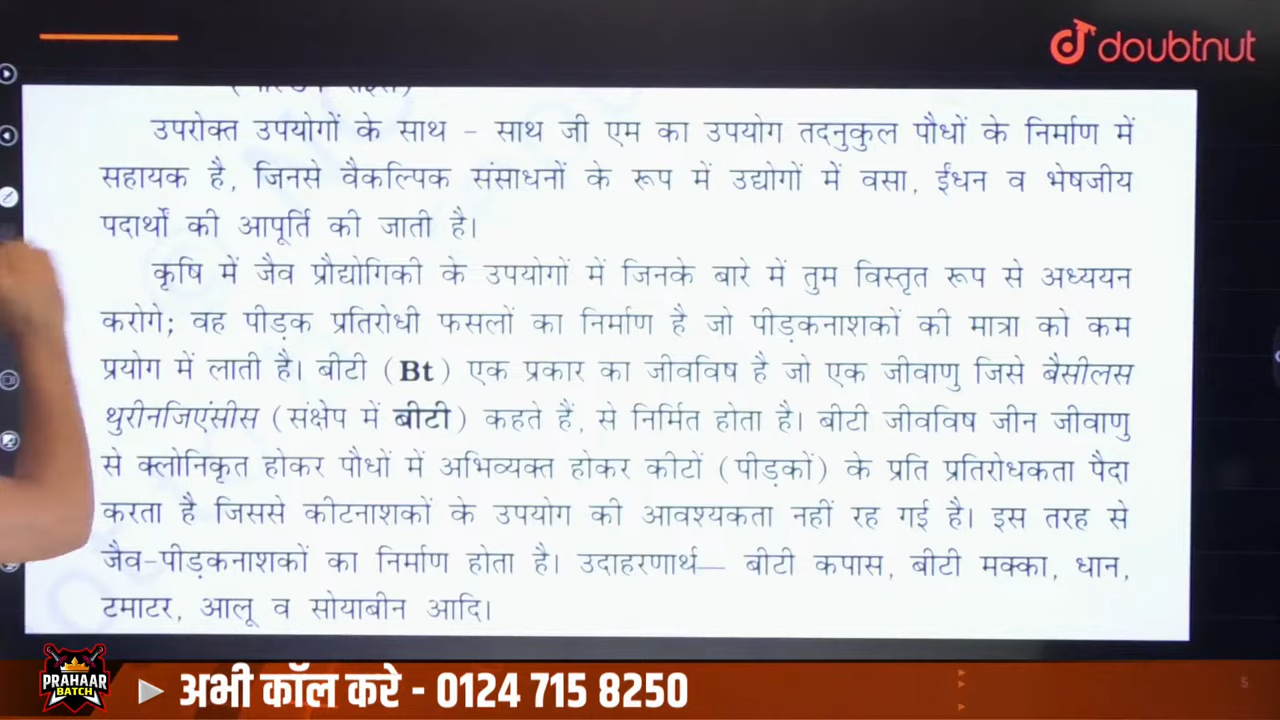 doubtnut
उपरोक्त उपयोगों के साथ - साथ जी एम का उपयोग तदनुकुल पौधों के निर्माण में
सहायक है, जिनसे वैकल्पिक संसाधनों के रूप में उद्योगों में वसा, ईंधन व भेषजीय
पदार्थों की आपूर्ति की जाती है।
कृषि में जैव प्रौद्योगिकी के उपयोगों में जिनके बारे में तुम विस्तृत रूप से अध्ययन
करोगे; वह पीड़क प्रतिरोधी फसलों का निर्माण है जो पीड़कनाशकों की मात्रा को कम
प्रयोग में लाती है। बीटी (Bt) एक प्रकार का जीवविष है जो एक जीवाणु जिसे बैसीलस
थुरीनजिएंसीस (संक्षेप में बीटी) कहते हैं, से निर्मित होता है। बीटी जीवविष जीन जीवाणु
से क्लोनिकृत होकर पौधों में अभिव्यक्त होकर कीटों (पीड़कों) के प्रति प्रतिरोधकता पैदा
करता है जिससे कीटनाशकों के उपयोग की आवश्यकता नहीं रह गई है। इस तरह से
जैव-पीड़कनाशकों का निर्माण होता है। उदाहरणार्थ— बीटी कपास, बीटी मक्का, धान,
टमाटर, आलू व सोयाबीन आदि।
PRAHAAR
BATCH
अभी कॉल करे - 0124 715 8250
5